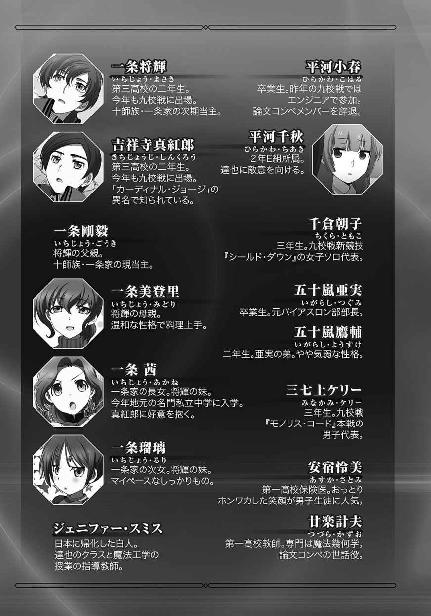 一条将輝
いちじょう・まさき
第三高校の二年生。
今年も九校戦に出場。
十師族・一条家の次期当主。
吉祥寺真紅郎
きちじょうじ・しんくろう
第三高校の二年生。
今年も九校戦に出場。
「カーディナル・ジョージ」の
異名で知られている。
一条剛毅
いちじょう・ごうき
将輝の父親。
十師族・一条家の現当主。
一条美登里
いちじょう・みどり
将輝の母親。
温和な性格で料理上手。
一条 茜
いちじょう・あかね
一条家の長女。将輝の妹。
今年地元の名門私立中学に入学。
真紅郎に好意を抱く。
一条瑠璃
いちじょう・るり
一条家の次女。将輝の妹。
マイペースなしっかりもの。
ジェニファー・スミス
日本に帰化した白人。
達也のクラスと魔法工学の
授業の指導教師。
平河小春
ひらかわ・こはる
卒業生。昨年の九校戦では
エンジニアで参加。
論文コンペメンバーを辞退。
平河千秋
ひらかわ・ちあき
2年E組所属。
達也に敵意を向ける。
千倉朝子
ちくら・ともこ
三年生。九校戦新競技
『シールド・ダウン』の女子ソロ代表。
五十嵐亜実
いがらし・つぐみ
卒業生。元バイアスロン部部長。
五十嵐鷹輔
いがらし・ようすけ
二年生。亜実の弟。やや気弱な性格。
三七上ケリー
みなかみ・ケリー
三年生。九校戦
『モノリス・コード』本戦の
男子代表。
安宿怜美
あすか・さとみ
第一高校保険医。おっとり
ホンワカした笑顔が男子生徒に人気。
廿楽計夫
つづら・かずお
第一高校教師。専門は魔法幾何学。
論文コンペの世話役。